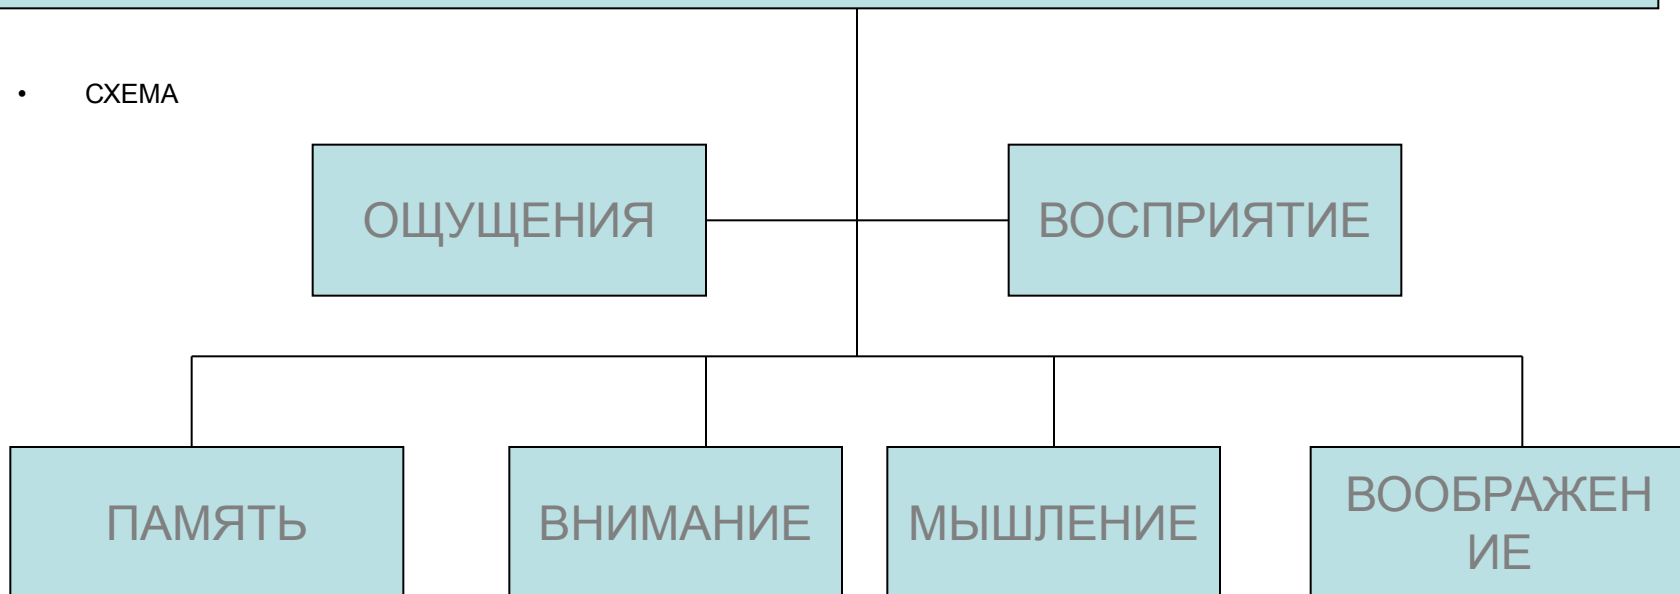 • СХЕМА
ОЩУЩЕНИЯ
ВОСПРИЯТИЕ
ПАМЯТЬ
ВНИМАНИЕ
МЫШЛЕНИЕ
ВООБРАЖЕН
ИЕ